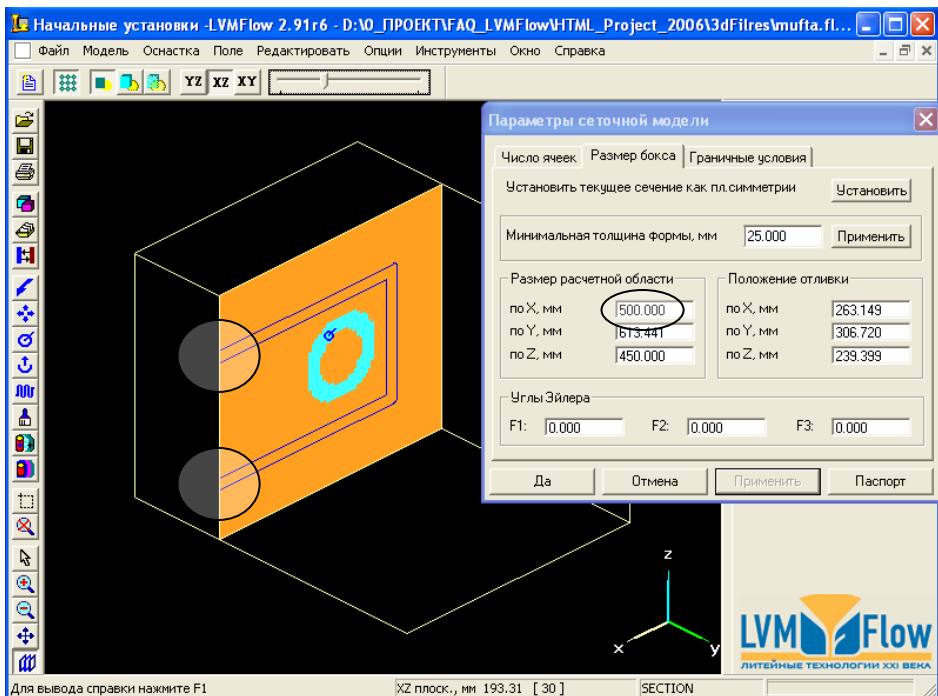 Начальные установки -LVMFlow 2.91r6 - D:\0_ПРОЕКТ\FAQ_LVMFlow\HTML_Project_2006\3dFilres\mufta.fl...
Файл Модель Оснастка Поле Редактировать Опции Инструменты Окно Справка
YZ XZ XY
Параметры сеточной модели
Число ячеек Размер бокса Граничные условия
Установить текущее сечение как пл.симметрии Установить
Минимальная толщина формы, мм 25.000 Применить
Размер расчетной области Положение отливки
по X, мм 500.000 по X, мм 263.149
по Y, мм 613.441 по Y, мм 306.720
по Z, мм 450.000 по Z, мм 239.399
Углы Эйлера
F1: 0.000 F2: 0.000 F3: 0.000
Да Отмена Применить Паспорт
z
x y
LVM Flow
ЛИТЕЙНЫЕ ТЕХНОЛОГИИ XXI ВЕКА
Для вывода справки нажмите F1 XZ плоск., мм 193.31 [ 30 ] SECTION